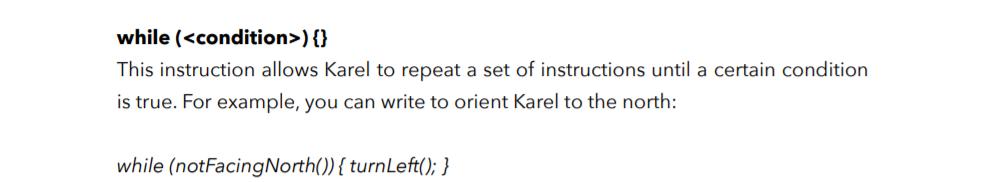 while (<condition>) {}
This instruction allows Karel to repeat a set of instructions until a certain condition
is true. For example, you can write to orient Karel to the north:
while (notFacingNorth()) { turnLeft(); }